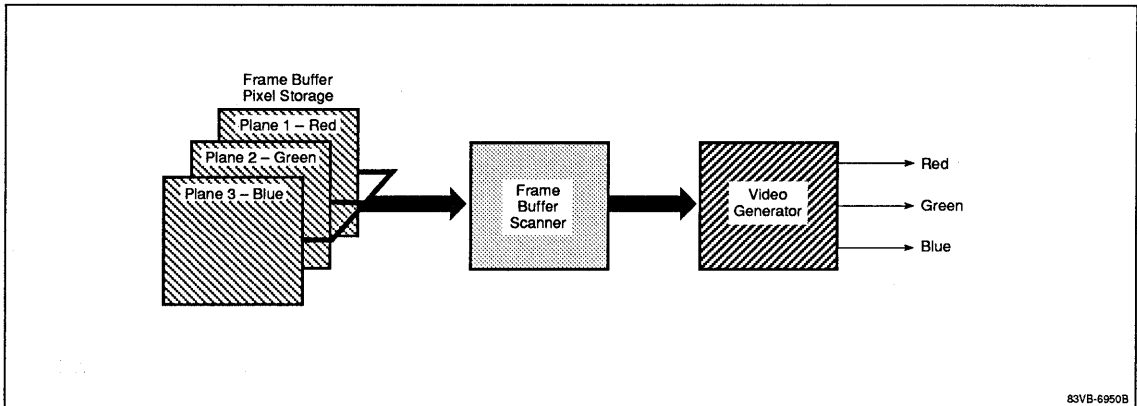 Frame Buffer
Pixel Storage
Plane 1 – Red
Plane 2 – Green
Plane 3 – Blue
Frame
Buffer
Scanner
Video
Generator
Red
Green
Blue
83VB-6950B